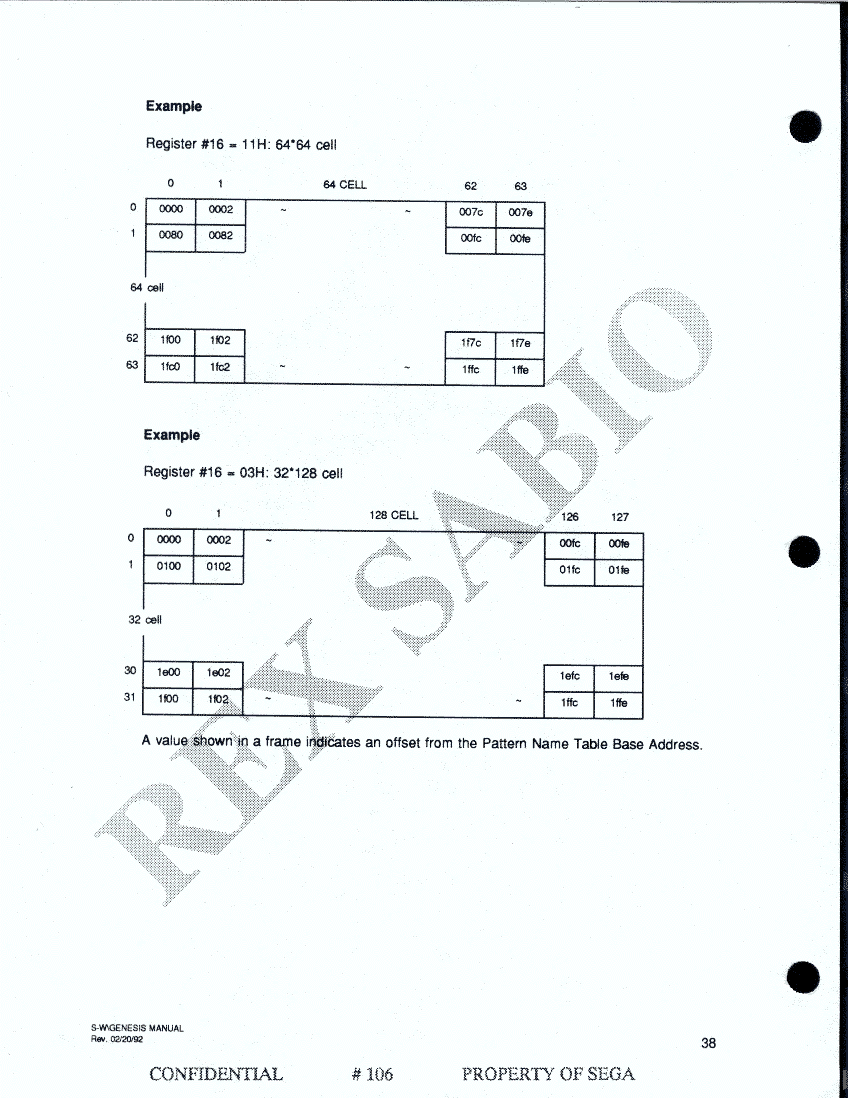 Example
Register #16 = 11H: 64*64 cell
0 1 64 CELL 62 63
0 0000 0002 ~ ~ 007c 007e
1 0080 0082 00fc 00fe
64 cell
62 1f00 1f02 1f7c 1f7e
63 1fc0 1fc2 ~ ~ 1ffc 1ffe
Example
Register #16 = 03H: 32*128 cell
0 1 128 CELL 126 127
0 0000 0002 ~ ~ 00fc 00fe
1 0100 0102 01fc 01fe
32 cell
30 1e00 1e02 1efc 1efe
31 1f00 1f02 ~ ~ 1ffc 1ffe
A value shown in a frame indicates an offset from the Pattern Name Table Base Address.
REX SABIO
S-W\GENESIS MANUAL
Rev. 02/20/92
38
CONFIDENTIAL # 106 PROPERTY OF SEGA